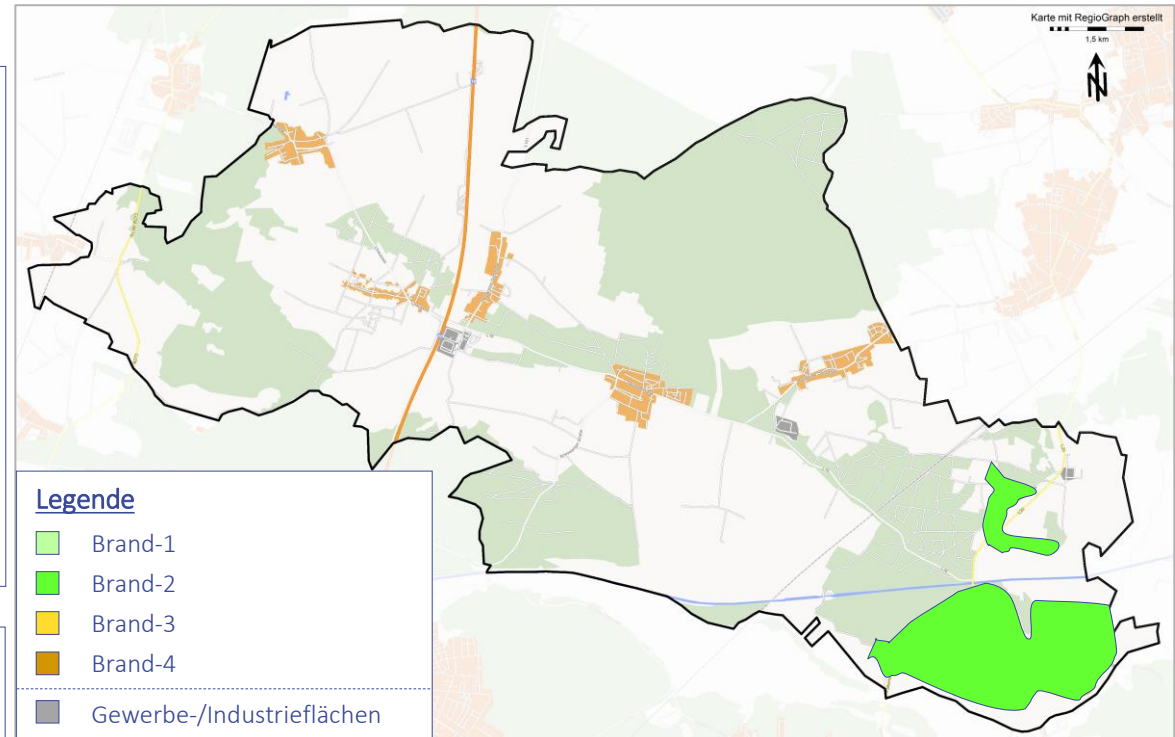 Karte mit RegioGraph erstellt
1,5 km
N
Legende
Brand-1
Brand-2
Brand-3
Brand-4
Gewerbe-/Industrieflächen